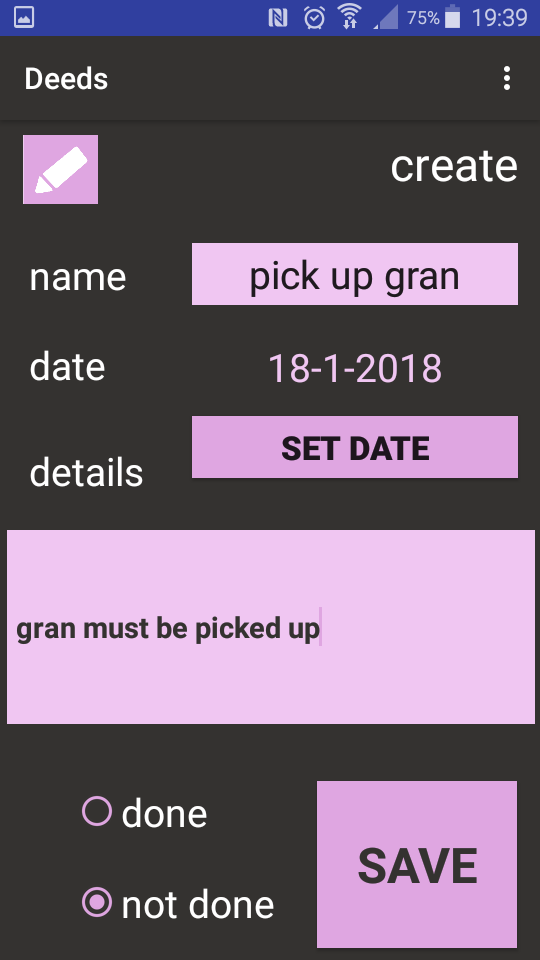 75% 19:39
Deeds
create
name pick up gran
date 18-1-2018
SET DATE
details
gran must be picked up
done
SAVE
not done